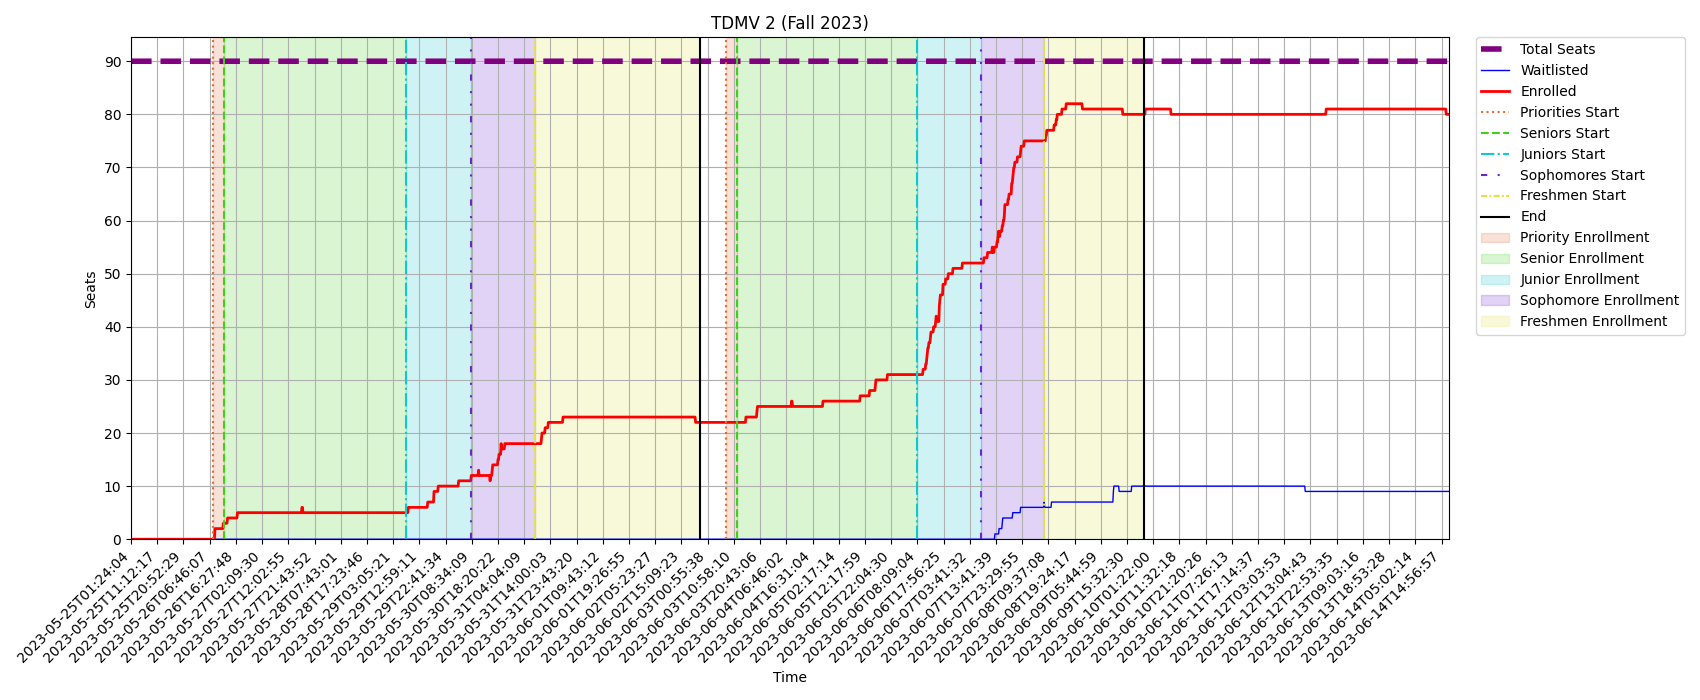 TDMV 2 (Fall 2023)
Seats
90
80
70
60
50
40
30
20
10
0
2023-05-25T01:24:04
2023-05-25T11:12:17
2023-05-25T20:52:29
2023-05-26T06:46:07
2023-05-26T16:27:48
2023-05-27T02:09:30
2023-05-27T12:02:55
2023-05-27T21:43:52
2023-05-28T07:43:01
2023-05-28T17:23:46
2023-05-29T03:05:21
2023-05-29T12:59:11
2023-05-29T22:41:34
2023-05-30T08:34:09
2023-05-30T18:20:22
2023-05-31T04:04:09
2023-05-31T14:00:03
2023-05-31T23:43:20
2023-06-01T09:43:12
2023-06-01T19:26:55
2023-06-02T05:23:27
2023-06-02T15:09:23
2023-06-03T00:55:38
2023-06-03T10:58:10
2023-06-03T20:43:06
2023-06-04T06:46:02
2023-06-04T16:31:04
2023-06-05T02:17:14
2023-06-05T12:17:59
2023-06-05T22:04:30
2023-06-06T08:09:04
2023-06-06T17:56:25
2023-06-07T03:41:32
2023-06-07T13:41:39
2023-06-07T23:29:55
2023-06-08T09:37:08
2023-06-08T19:24:17
2023-06-09T05:44:59
2023-06-09T15:32:30
2023-06-10T01:22:00
2023-06-10T11:32:18
2023-06-10T21:20:26
2023-06-11T07:26:13
2023-06-11T17:14:37
2023-06-12T03:03:53
2023-06-12T13:04:43
2023-06-12T22:53:35
2023-06-13T09:03:16
2023-06-13T18:53:28
2023-06-14T05:02:14
2023-06-14T14:56:57
Time
Total Seats
Waitlisted
Enrolled
Priorities Start
Seniors Start
Juniors Start
Sophomores Start
Freshmen Start
End
Priority Enrollment
Senior Enrollment
Junior Enrollment
Sophomore Enrollment
Freshmen Enrollment